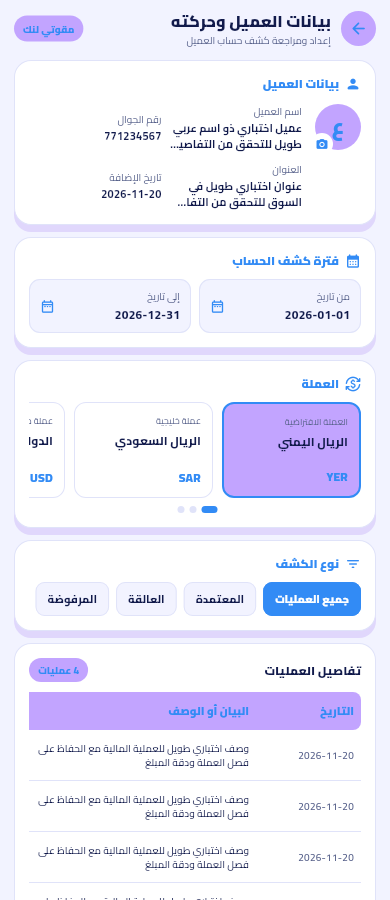 بيانات العميل وحركته
إعداد ومراجعة كشف حساب العميل
مقوتي لنك
بيانات العميل
ع
اسم العميل
عميل اختباري ذو اسم عربي
طويل للتحقق من التفاصي...
رقم الجوال
771234567
العنوان
عنوان اختباري طويل في
السوق للتحقق من التفا...
تاريخ الإضافة
2026-11-20
فترة كشف الحساب
من تاريخ
2026-01-01
إلى تاريخ
2026-12-31
العملة
العملة الافتراضية
الريال اليمني
YER
عملة خليجية
الريال السعودي
SAR
عملة د
الدولا
USD
نوع الكشف
جميع العمليات
المعتمدة
العالقة
المرفوضة
تفاصيل العمليات
4 عمليات
التاريخ
البيان أو الوصف
2026-11-20
وصف اختباري طويل للعملية المالية مع الحفاظ على
فصل العملة ودقة المبلغ
2026-11-20
وصف اختباري طويل للعملية المالية مع الحفاظ على
فصل العملة ودقة المبلغ
2026-11-20
وصف اختباري طويل للعملية المالية مع الحفاظ على
فصل العملة ودقة المبلغ